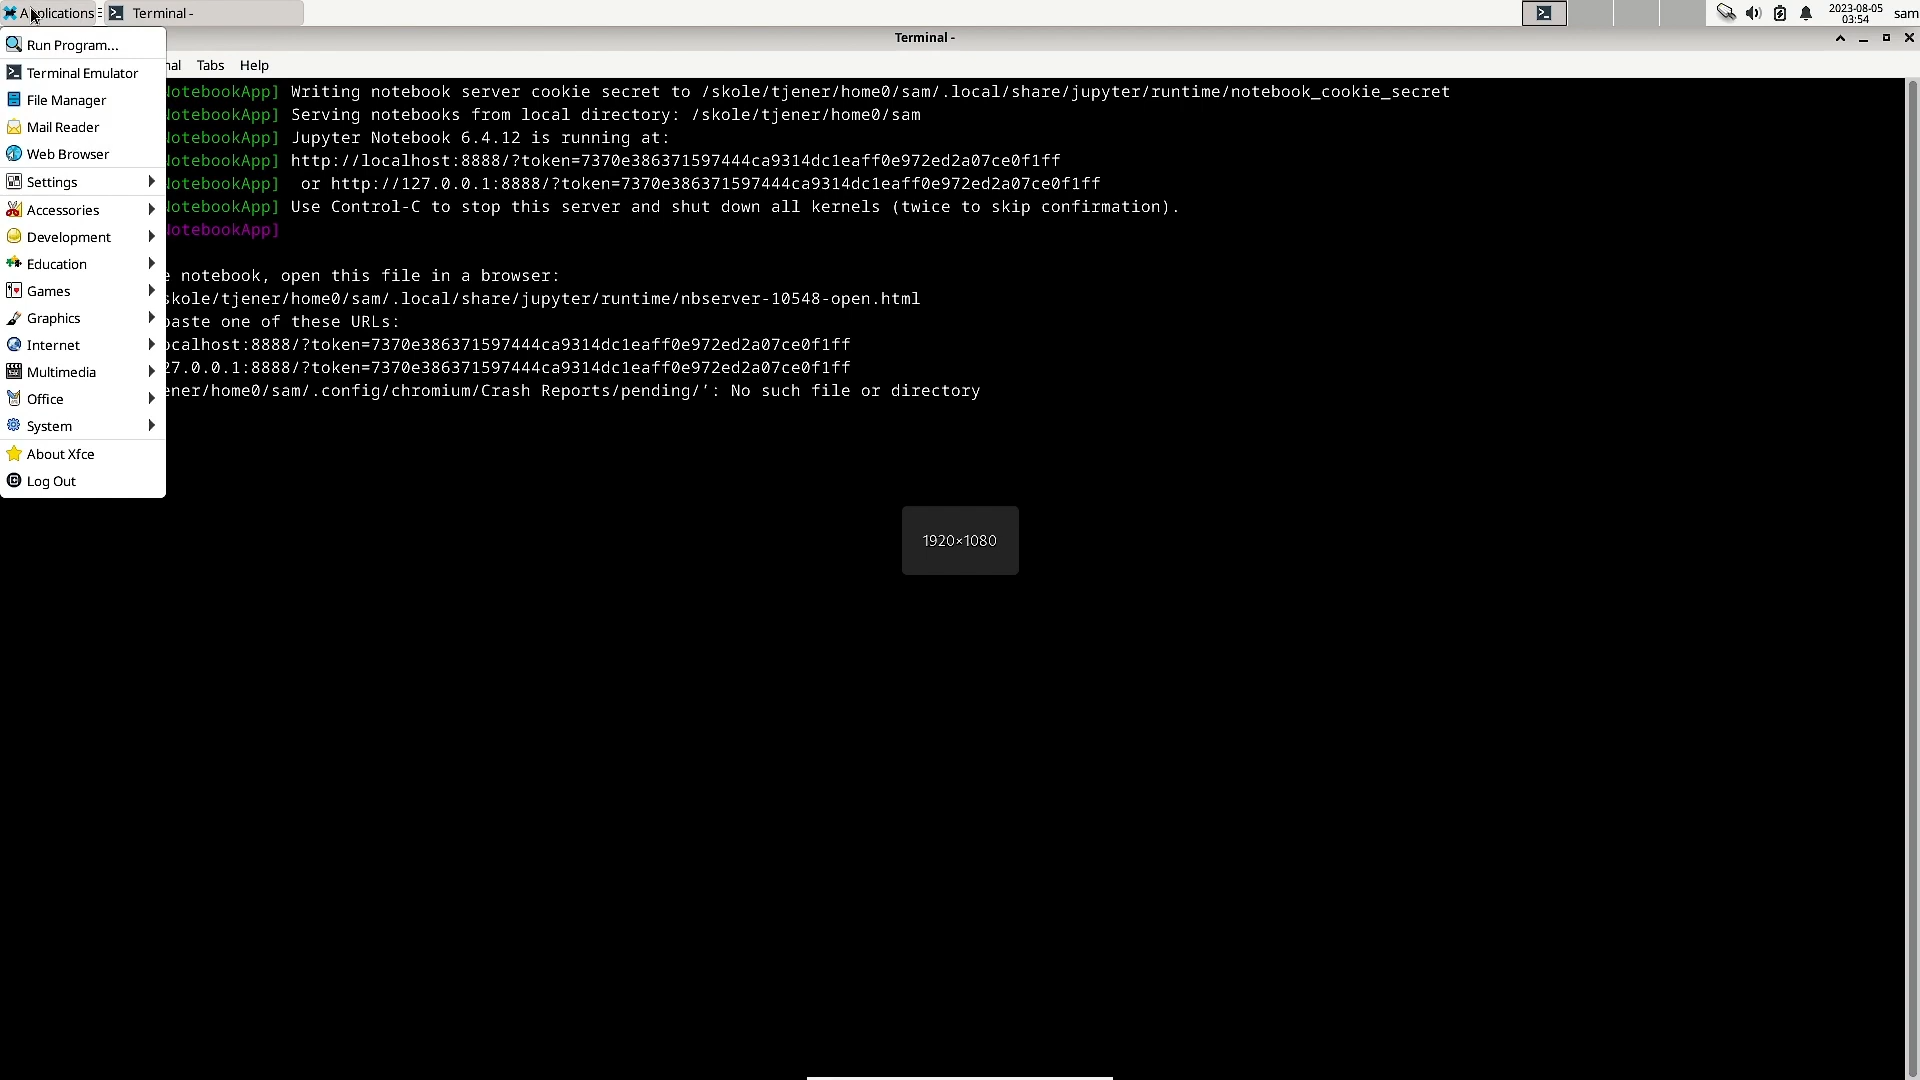 Applications
Terminal -
2023-08-05
03:54
sam
Terminal -
Run Program...
Terminal Emulator
File Manager
Mail Reader
Web Browser
Settings
Accessories
Development
Education
Games
Graphics
Internet
Multimedia
Office
System
About Xfce
Log Out
nal Tabs Help
NotebookApp] Writing notebook server cookie secret to /skole/tjener/home0/sam/.local/share/jupyter/runtime/notebook_cookie_secret
NotebookApp] Serving notebooks from local directory: /skole/tjener/home0/sam
NotebookApp] Jupyter Notebook 6.4.12 is running at:
NotebookApp] http://localhost:8888/?token=7370e386371597444ca9314dc1eaff0e972ed2a07ce0f1ff
NotebookApp]  or http://127.0.0.1:8888/?token=7370e386371597444ca9314dc1eaff0e972ed2a07ce0f1ff
NotebookApp] Use Control-C to stop this server and shut down all kernels (twice to skip confirmation).
NotebookApp]
e notebook, open this file in a browser:
skole/tjener/home0/sam/.local/share/jupyter/runtime/nbserver-10548-open.html
paste one of these URLs:
ocalhost:8888/?token=7370e386371597444ca9314dc1eaff0e972ed2a07ce0f1ff
27.0.0.1:8888/?token=7370e386371597444ca9314dc1eaff0e972ed2a07ce0f1ff
ener/home0/sam/.config/chromium/Crash Reports/pending/’: No such file or directory
1920×1080